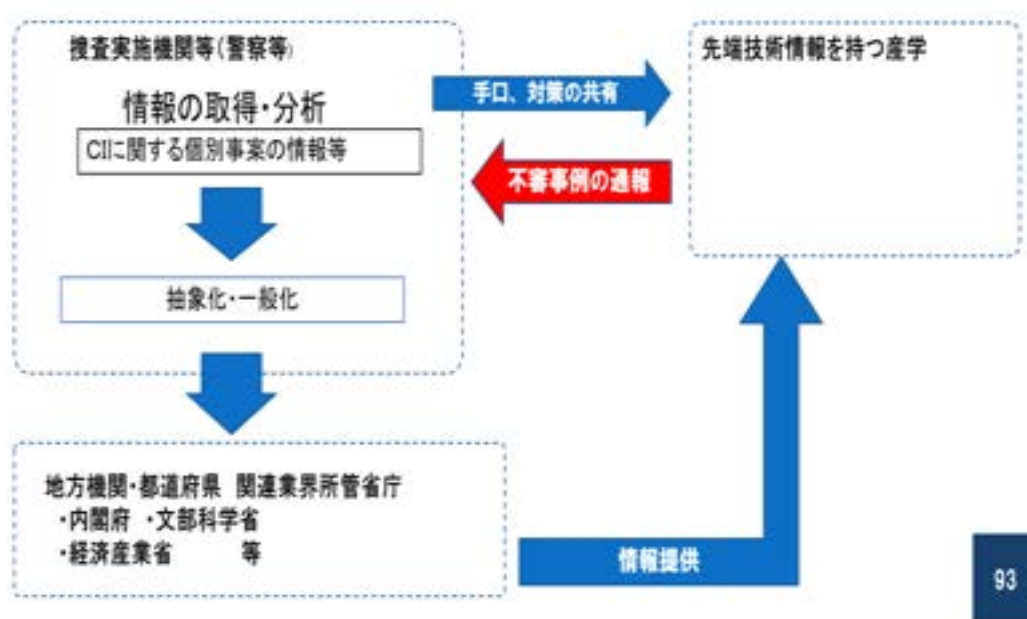 捜査実施機関等(警察等)
情報の取得・分析
CIIに関する個別事案の情報等
抽象化・一般化
手口、対策の共有
不審事例の通報
先端技術情報を持つ産学
地方機関・都道府県 関連業界所管省庁
・内閣府 ・文部科学省
・経済産業省 等
情報提供
93